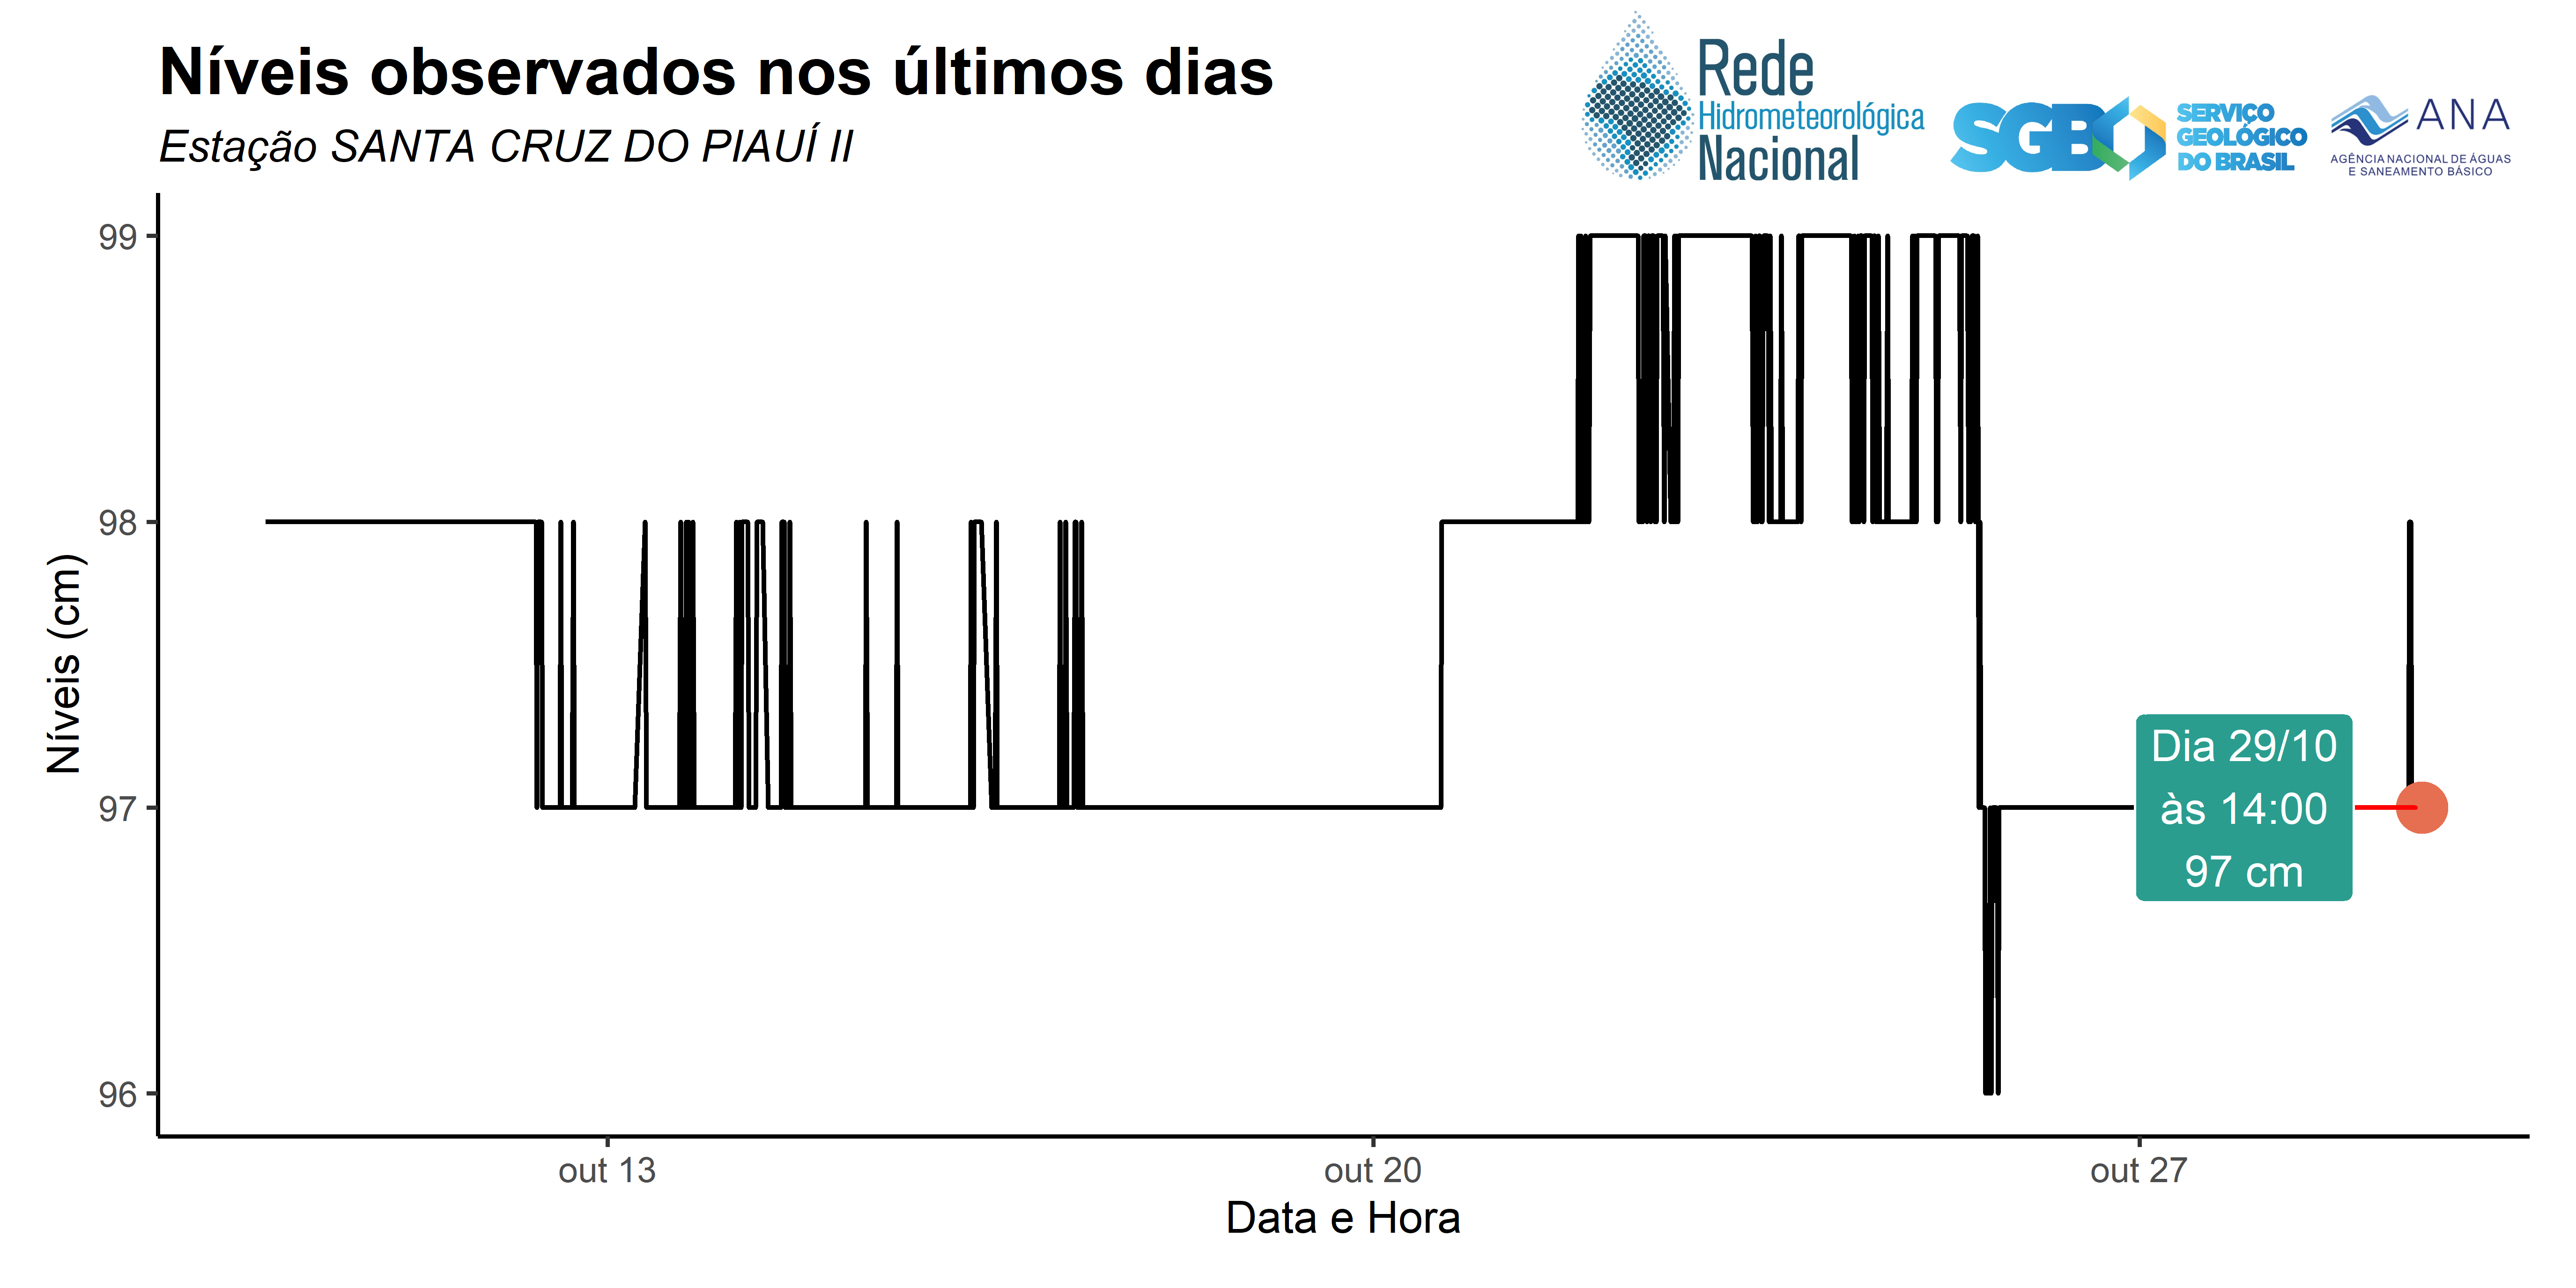 Níveis observados nos últimos dias
Estação SANTA CRUZ DO PIAUÍ II
Rede
Hidrometeorológica
Nacional
SGB
SERVIÇO
GEOLÓGICO
DO BRASIL
ANA
AGÊNCIA NACIONAL DE ÁGUAS
E SANEAMENTO BÁSICO
Níveis (cm)
99
98
97
96
Dia 29/10
às 14:00
97 cm
out 13
out 20
out 27
Data e Hora